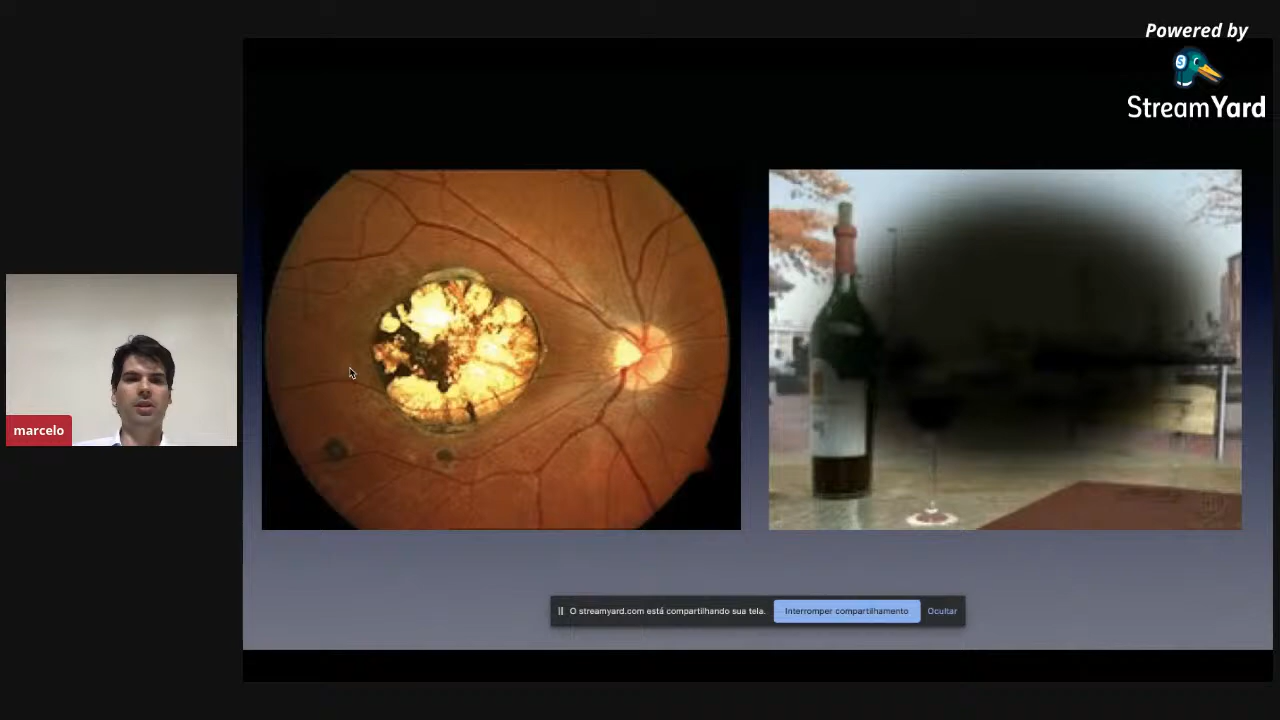 Powered by
StreamYard
marcelo
O streamyard.com está compartilhando sua tela.
Interromper compartilhamento
Ocultar